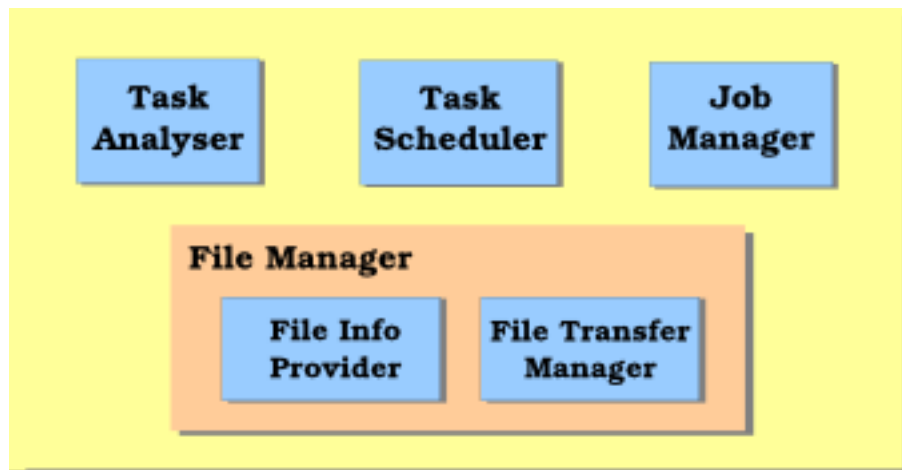 Task
Analyser
Task
Scheduler
Job
Manager
File Manager
File Info
Provider
File Transfer
Manager